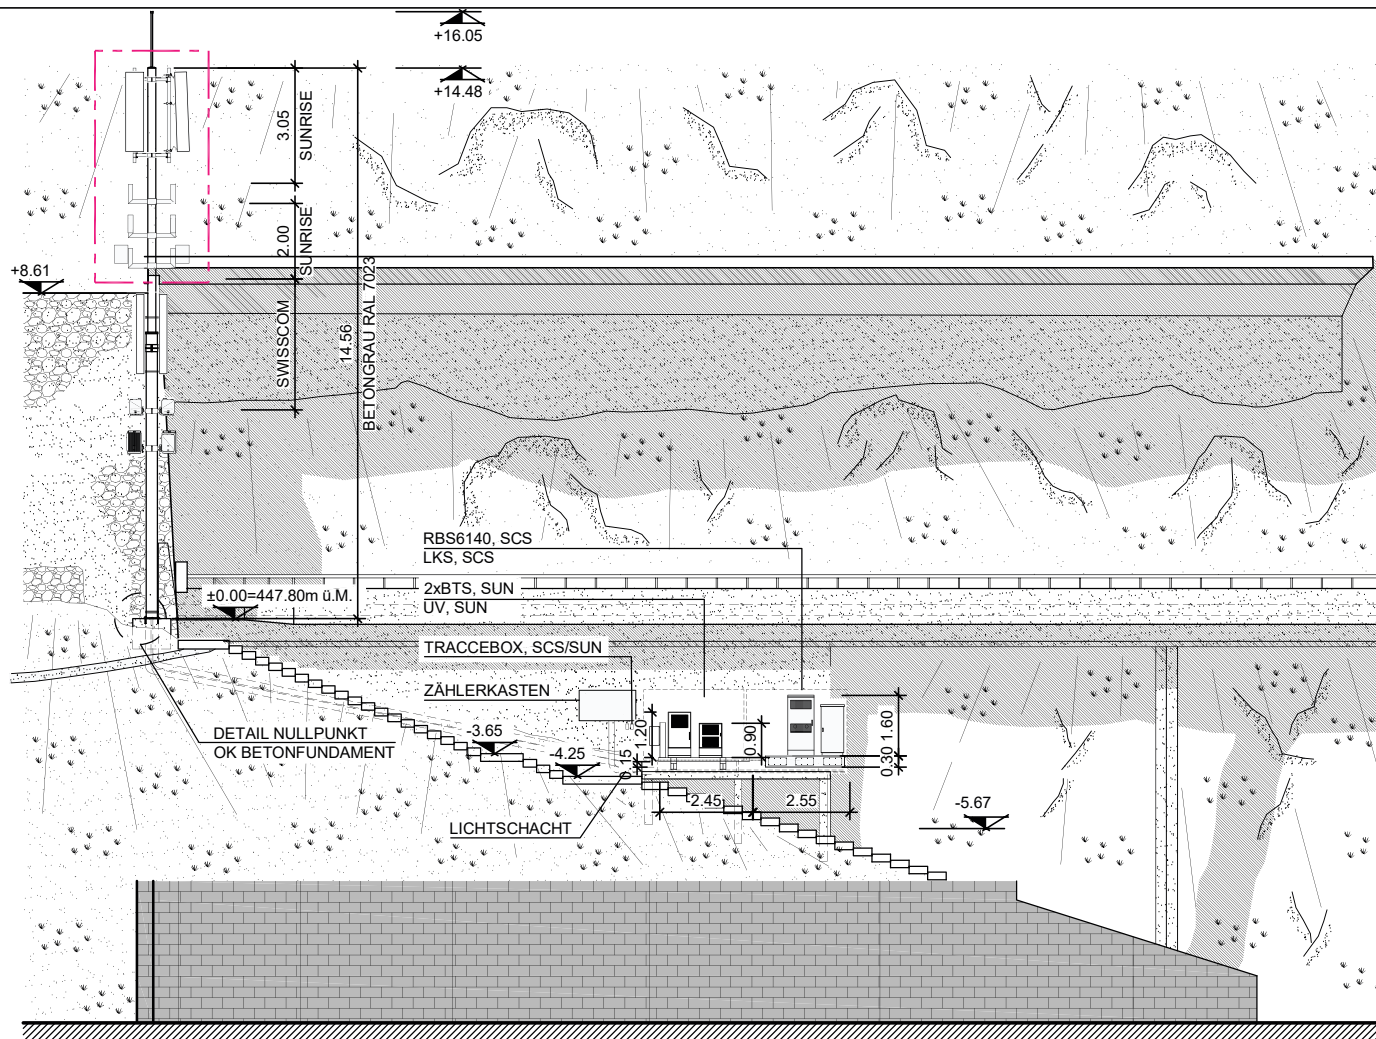 +16.05
+14.48
3.05
SUNRISE
2.00
SUNRISE
+8.61
SWISSCOM
14.56
BETONGRAU RAL 7023
RBS6140, SCS
LKS, SCS
±0.00=447.80m ü.M.
2xBTS, SUN
UV, SUN
TRACCEBOX, SCS/SUN
ZÄHLERKASTEN
DETAIL NULLPUNKT
OK BETONFUNDAMENT
-3.65
-4.25
1.20
0.15
0.90
1.60
0.30
2.45
2.55
-5.67
LICHTSCHACHT